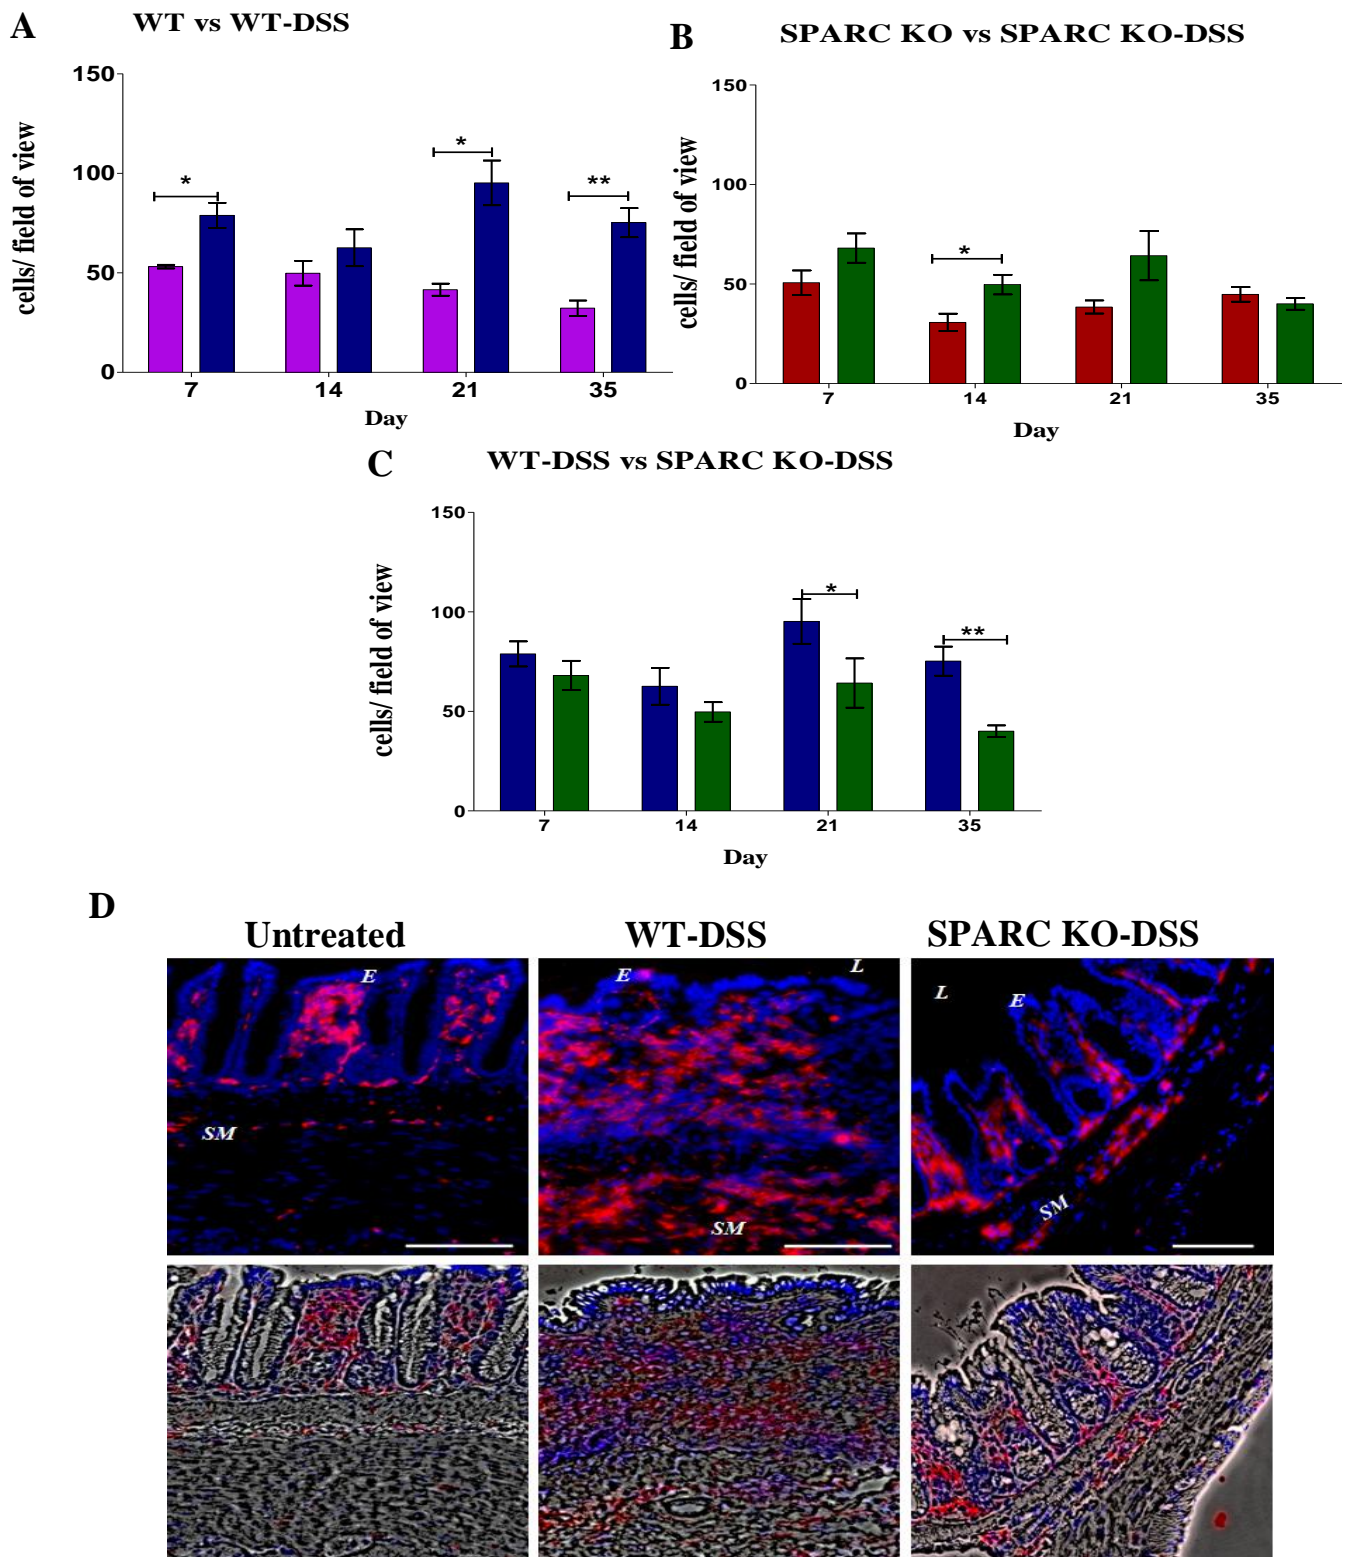 A
WT vs WT-DSS
150
100
50
0
cells/ field of view
*
*
**
7 14 21 35
Day
B
SPARC KO vs SPARC KO-DSS
150
100
50
0
cells/ field of view
*
7 14 21 35
Day
C
WT-DSS vs SPARC KO-DSS
150
100
50
0
cells/ field of view
*
**
7 14 21 35
Day
D
Untreated WT-DSS SPARC KO-DSS
E
SM
E
L
SM
L
E
SM